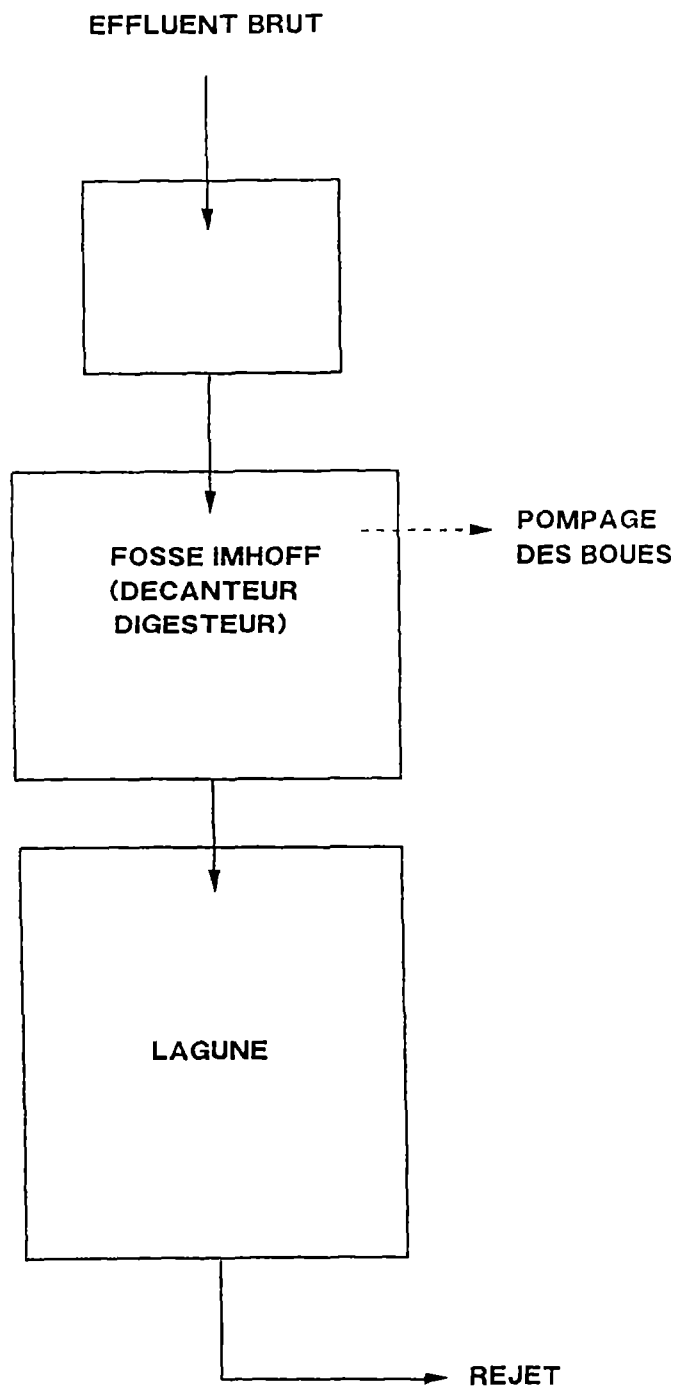 EFFLUENT BRUT
FOSSE IMHOFF
(DECANTEUR
DIGESTEUR)
POMPAGE
DES BOUES
LAGUNE
REJET